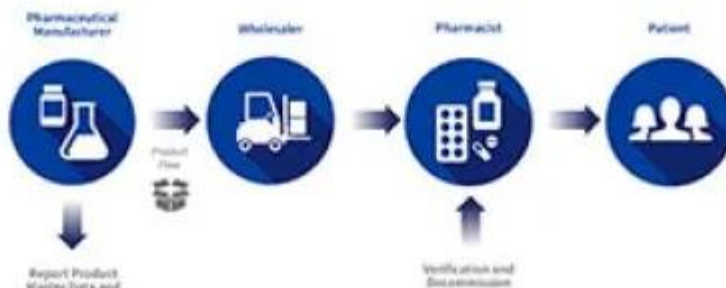 Pharmaceutical
Manufacturer
Wholesaler
Pharmacist
Patient
Product
Flow
Report Product
Master Data and
Verification and
Decommission